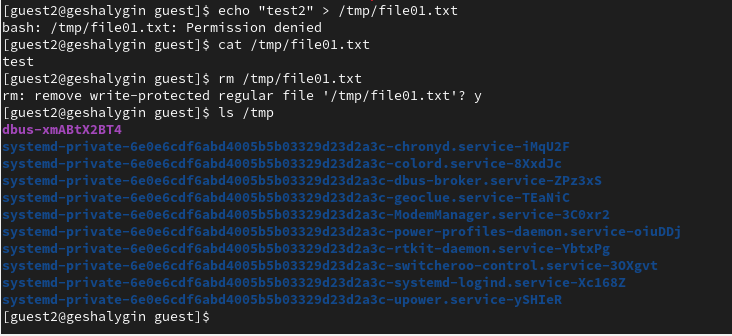 [guest2@geshalygin guest]$ echo "test2" > /tmp/file01.txt
bash: /tmp/file01.txt: Permission denied
[guest2@geshalygin guest]$ cat /tmp/file01.txt
test
[guest2@geshalygin guest]$ rm /tmp/file01.txt
rm: remove write-protected regular file '/tmp/file01.txt'? y
[guest2@geshalygin guest]$ ls /tmp
dbus-xmABtX2BT4
systemd-private-6e0e6cdf6abd4005b5b03329d23d2a3c-chronyd.service-iMqU2F
systemd-private-6e0e6cdf6abd4005b5b03329d23d2a3c-colord.service-8XxdJc
systemd-private-6e0e6cdf6abd4005b5b03329d23d2a3c-dbus-broker.service-ZPz3xS
systemd-private-6e0e6cdf6abd4005b5b03329d23d2a3c-geoclue.service-TEaNiC
systemd-private-6e0e6cdf6abd4005b5b03329d23d2a3c-ModemManager.service-3C0xr2
systemd-private-6e0e6cdf6abd4005b5b03329d23d2a3c-power-profiles-daemon.service-oiuDDj
systemd-private-6e0e6cdf6abd4005b5b03329d23d2a3c-rtkit-daemon.service-YbtxPg
systemd-private-6e0e6cdf6abd4005b5b03329d23d2a3c-switcheroo-control.service-3OXgvt
systemd-private-6e0e6cdf6abd4005b5b03329d23d2a3c-systemd-logind.service-Xc168Z
systemd-private-6e0e6cdf6abd4005b5b03329d23d2a3c-upower.service-ySHIeR
[guest2@geshalygin guest]$